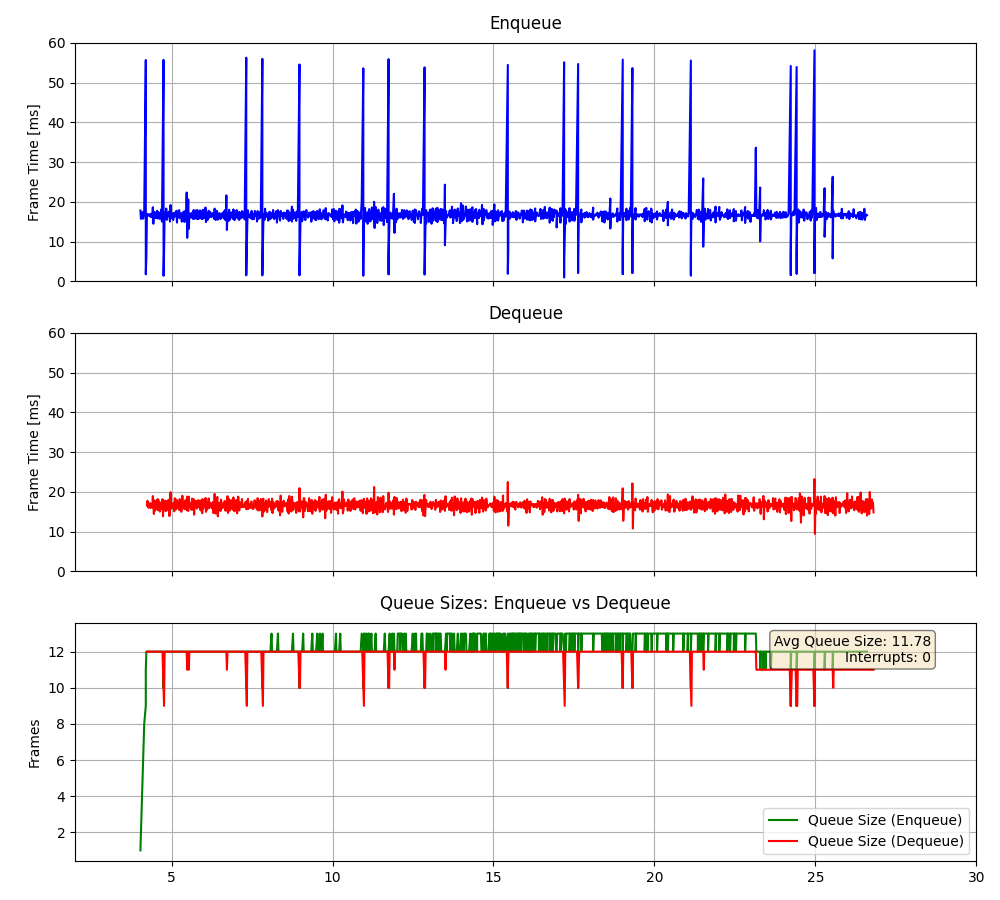 Enqueue
60
50
40
30
20
10
0
Frame Time [ms]
Dequeue
60
50
40
30
20
10
0
Frame Time [ms]
Queue Sizes: Enqueue vs Dequeue
12
10
8
6
4
2
Frames
Avg Queue Size: 11.78
Interrupts: 0
Queue Size (Enqueue)
Queue Size (Dequeue)
5 10 15 20 25 30